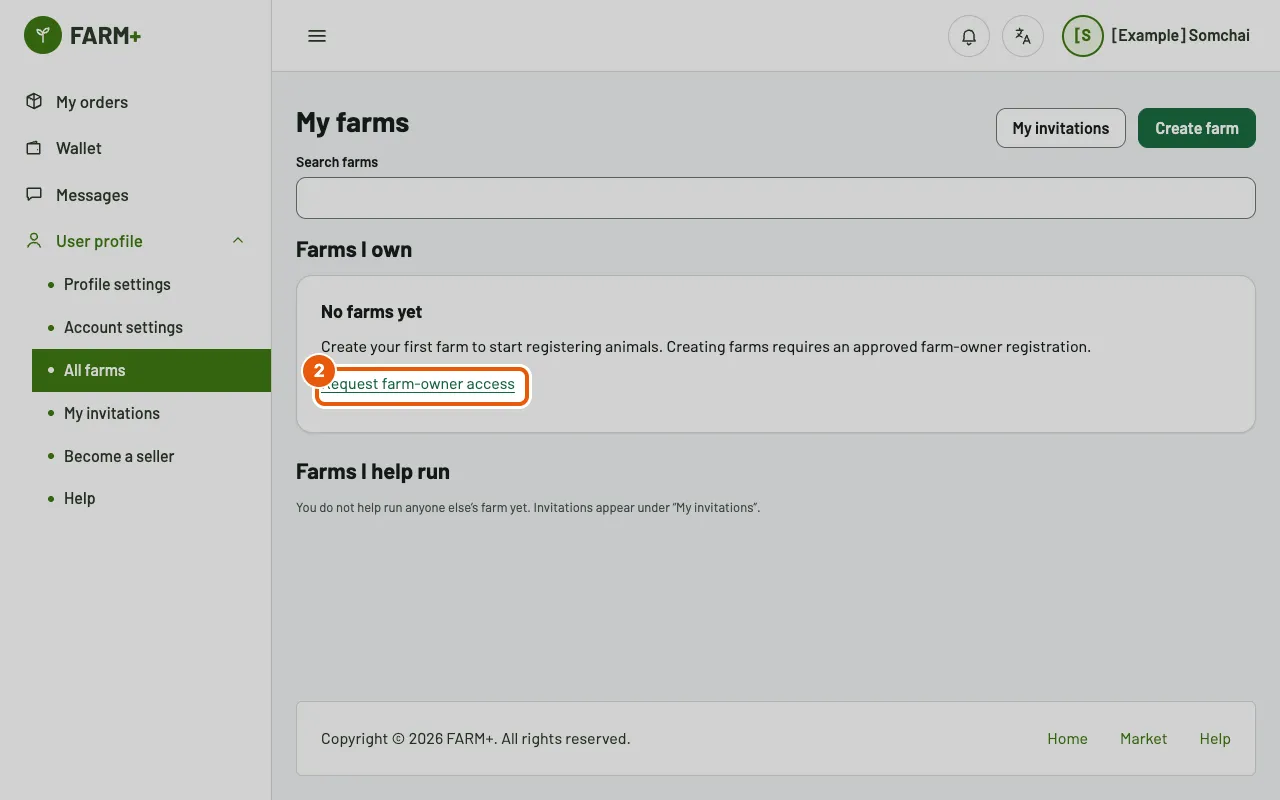 FARM+
[S
[Example] Somchai
My orders
Wallet
Messages
User profile
Profile settings
Account settings
All farms
My invitations
Become a seller
Help
My farms
My invitations
Create farm
Search farms
Farms I own
No farms yet
Create your first farm to start registering animals. Creating farms requires an approved farm-owner registration.
2
equest farm-owner access
Farms I help run
You do not help run anyone else's farm yet. Invitations appear under “My invitations”.
Copyright © 2026 FARM+. All rights reserved.
Home
Market
Help